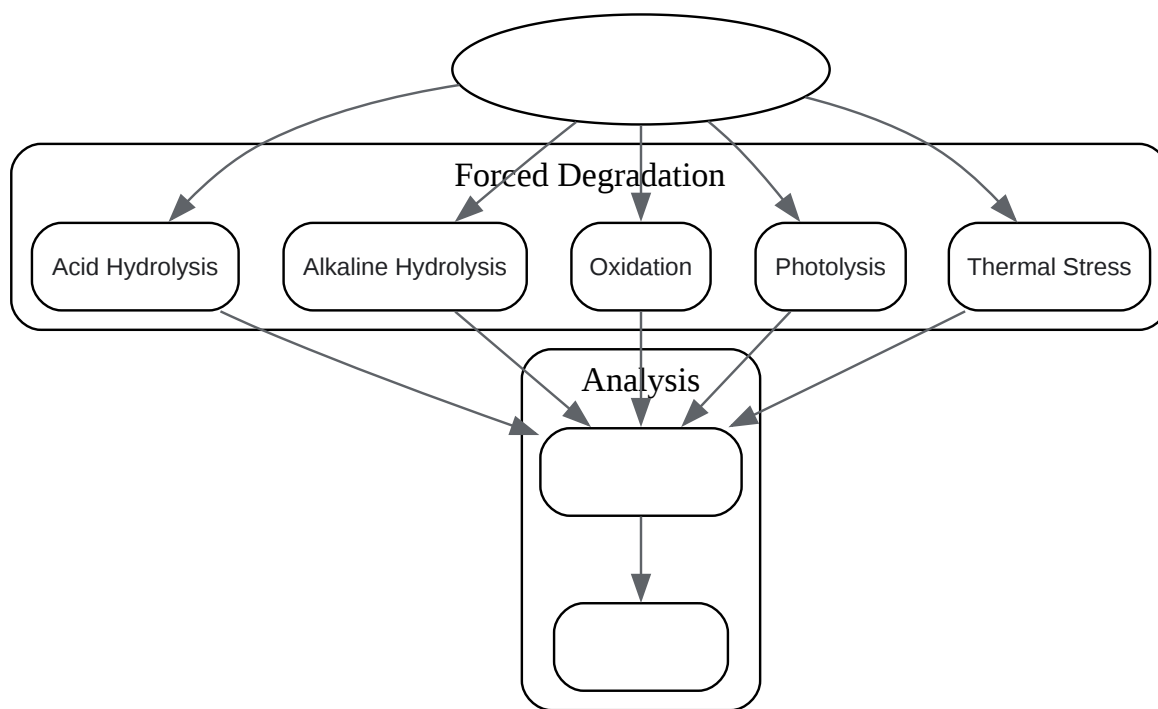 Forced Degradation
Acid Hydrolysis
Alkaline Hydrolysis
Oxidation
Photolysis
Thermal Stress
Analysis